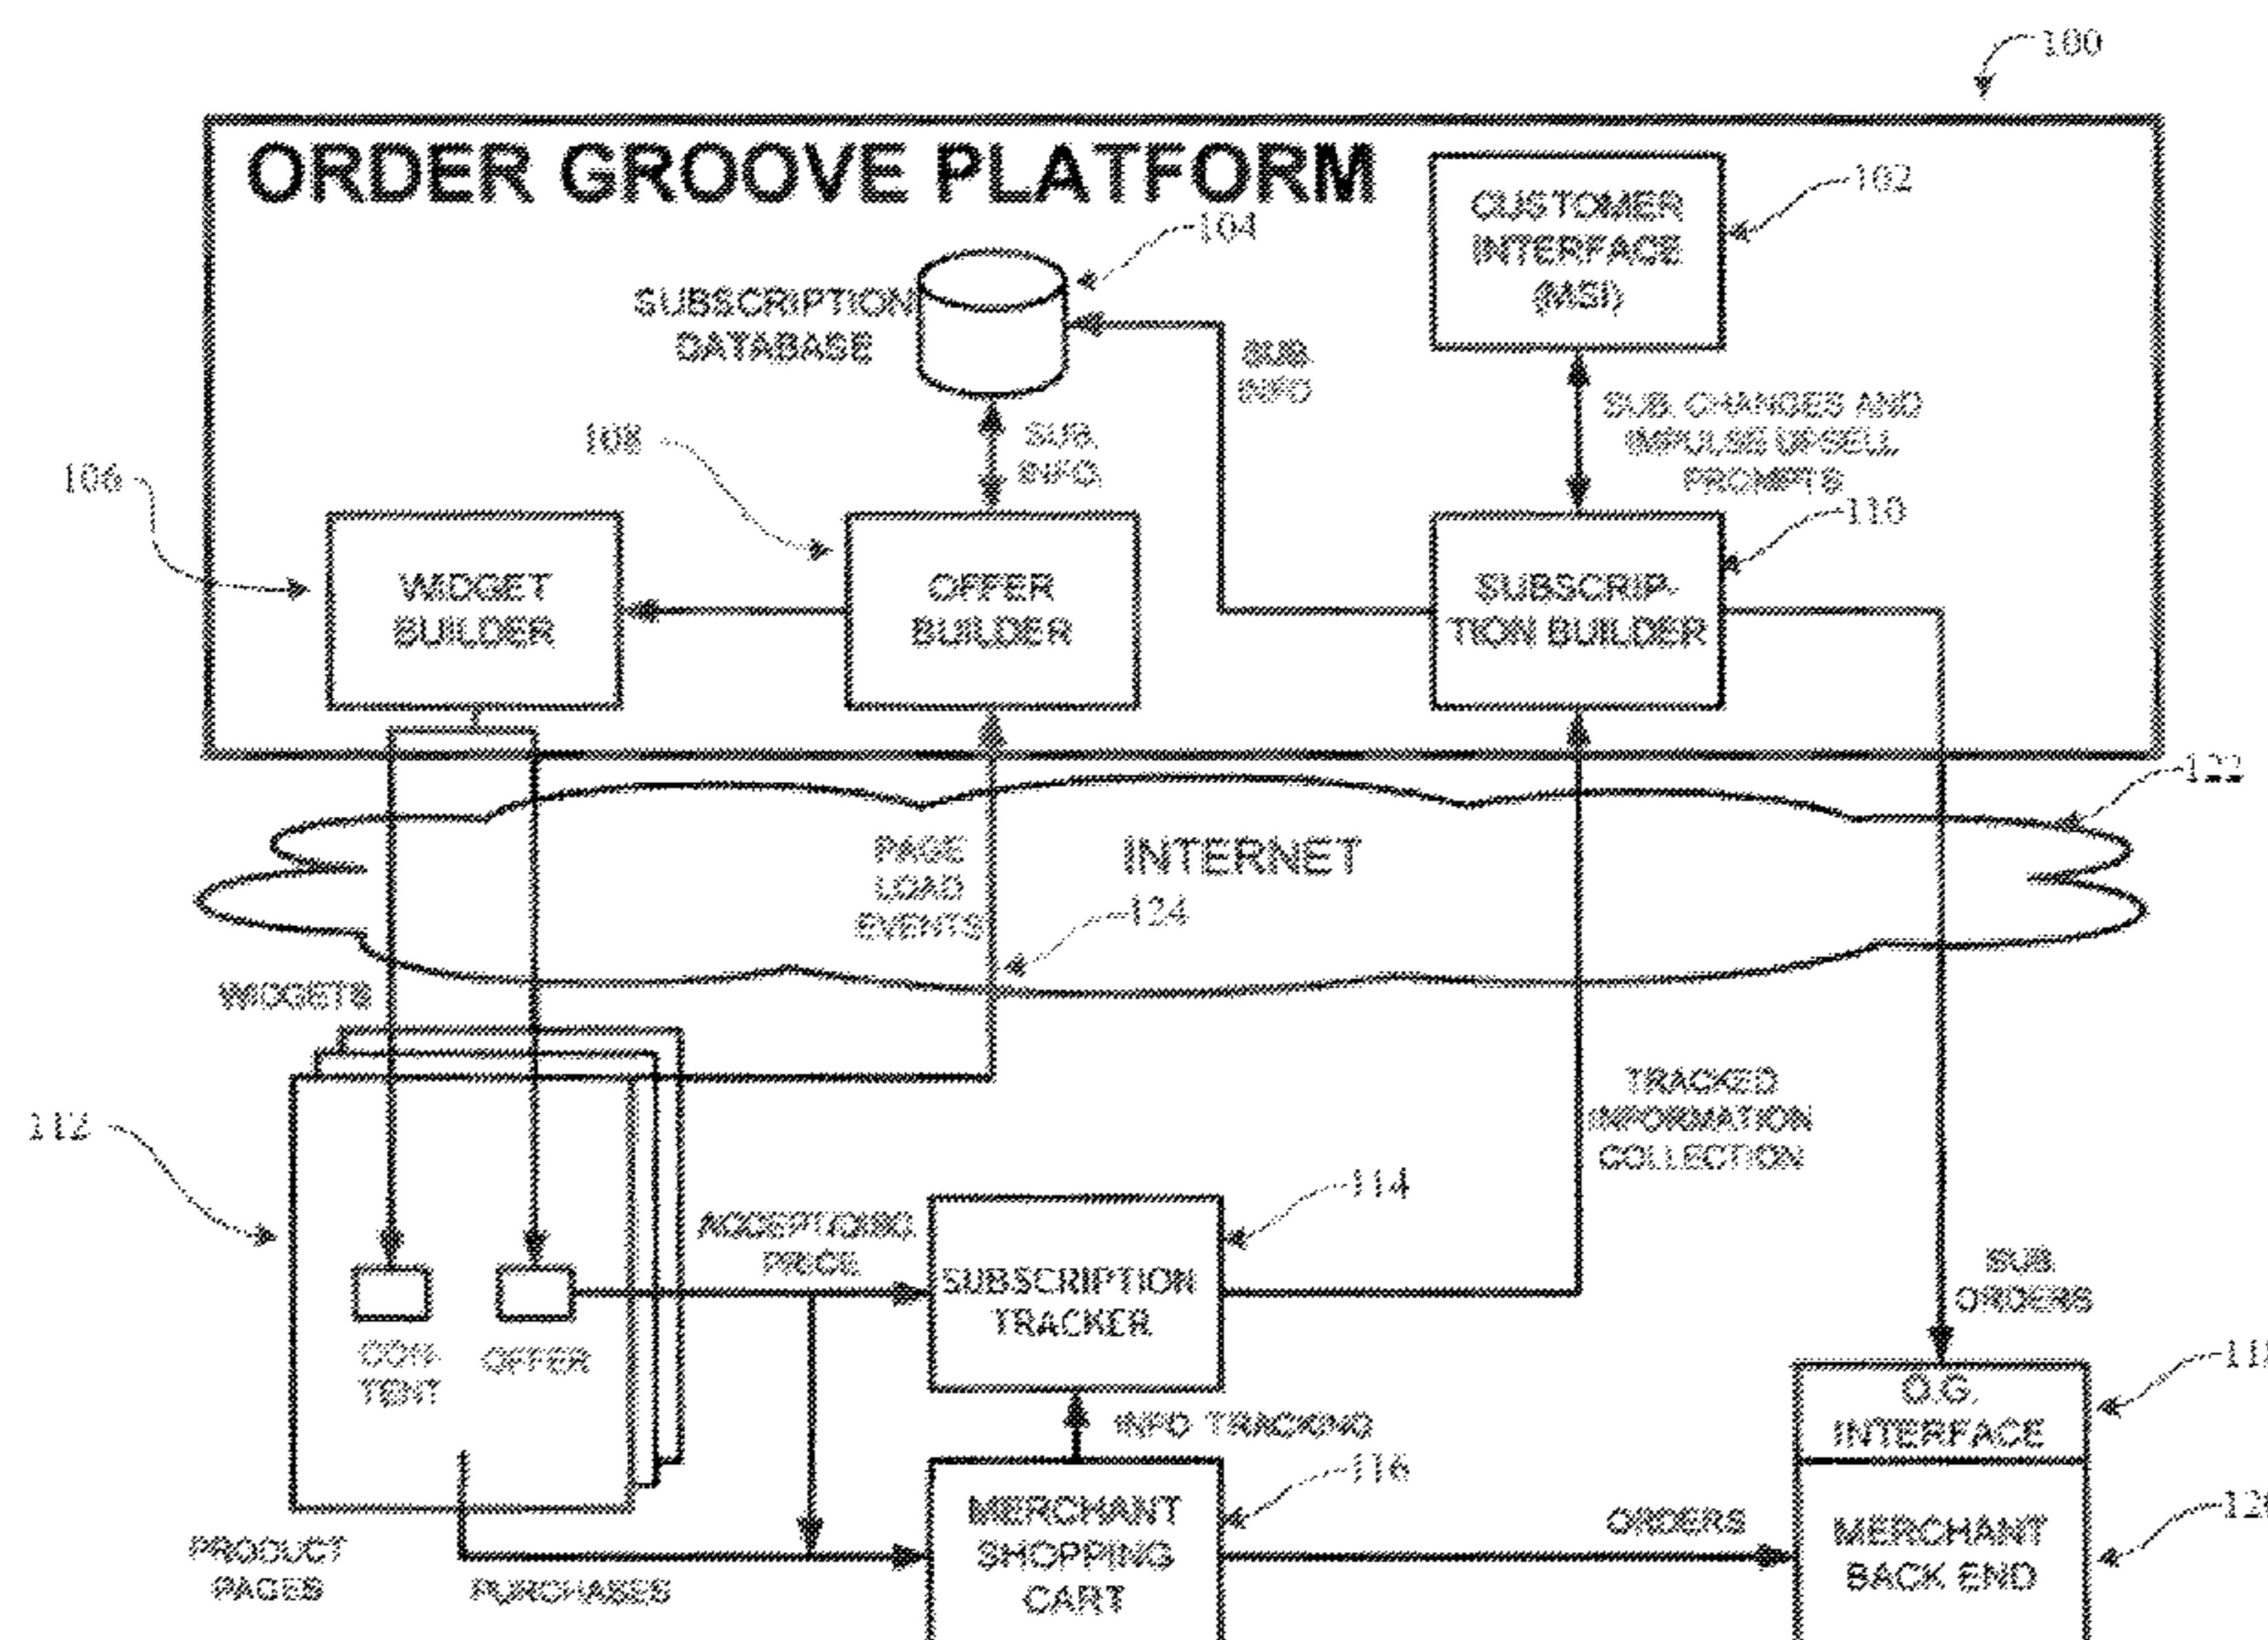 100
ORDER GROOVE PLATFORM
CUSTOMER
INTERFACE
(MSI)
102
104
SUBSCRIPTION
DATABASE
SUB.
INFO
SUB. CHANGES AND
IMPULSE UPSELL
PROMPTS
108
SUB.
INFO.
106
110
WIDGET
BUILDER
OFFER
BUILDER
SUBSCRIP-
TION BUILDER
122
PAGE
LOAD
EVENTS
INTERNET
124
WIDGETS
TRACKED
INFORMATION
COLLECTION
112
114
PRICE
SUBSCRIPTION
TRACKER
SUB.
ORDERS
CON-
TENT
OFFER
O.G.
INTERFACE
INFO TRACKING
116
MERCHANT
SHOPPING
CART
ORDERS
MERCHANT
BACK END
PRODUCT
PAGES
PURCHASES